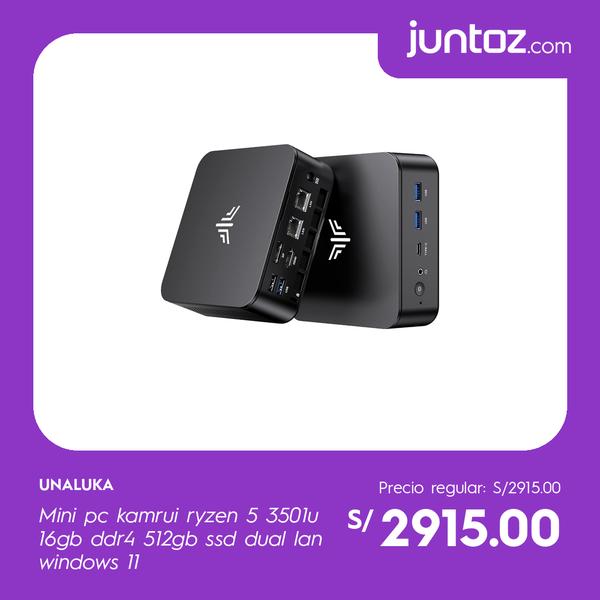 juntoz.com
UNALUKA
Mini pc kamrui ryzen 5 3501u
16gb ddr4 512gb ssd dual lan
windows 11
Precio regular: S/2915.00
S/ 2915.00